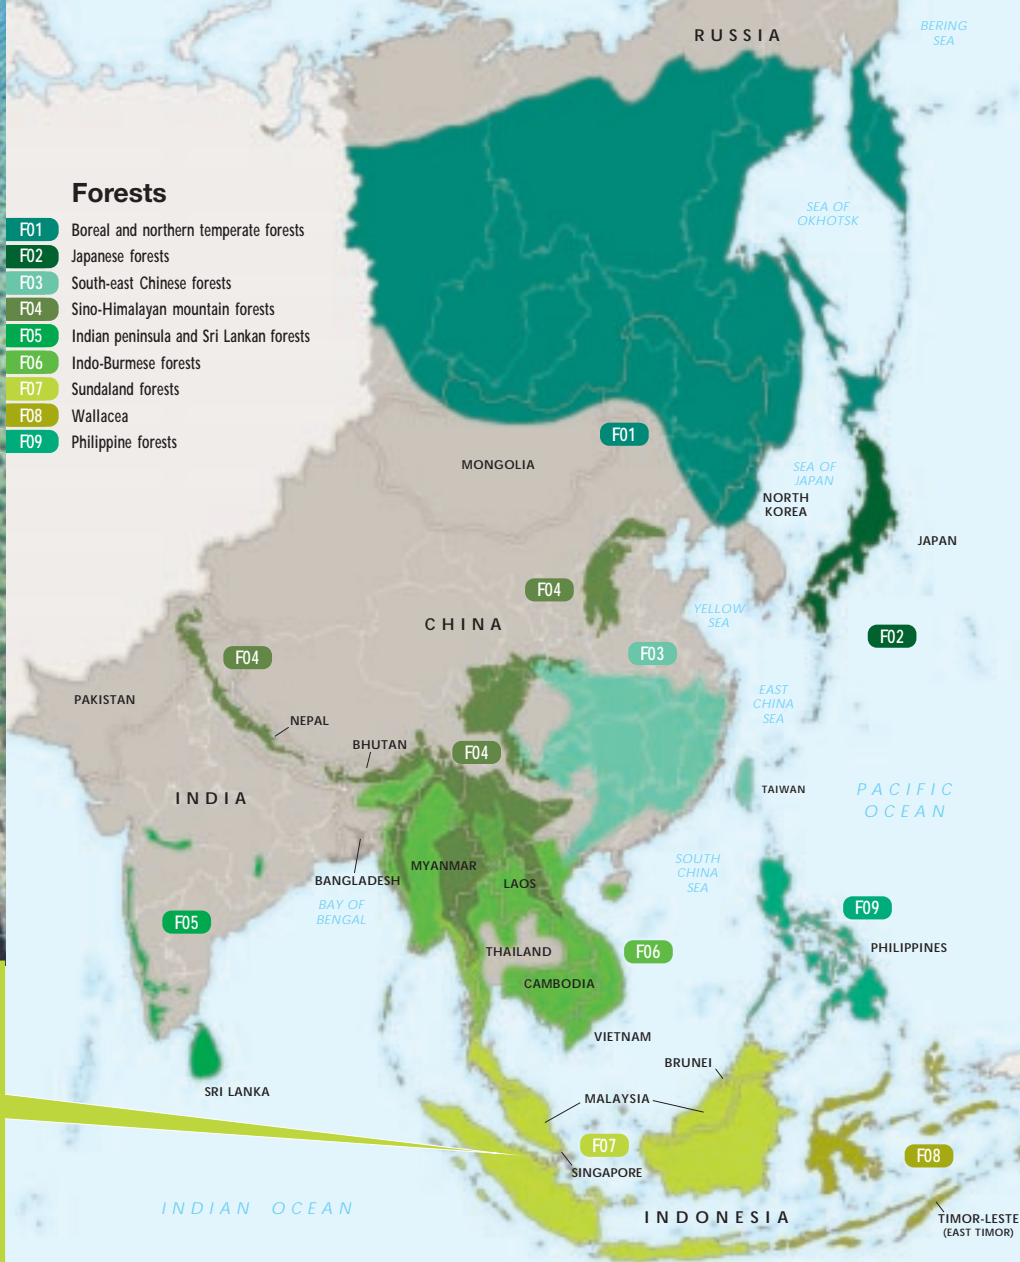 RUSSIA
BERING
SEA
Forests
F01 Boreal and northern temperate forests
F02 Japanese forests
F03 South-east Chinese forests
F04 Sino-Himalayan mountain forests
F05 Indian peninsula and Sri Lankan forests
F06 Indo-Burmese forests
F07 Sundaland forests
F08 Wallacea
F09 Philippine forests
SEA OF
OKHOTSK
F01
MONGOLIA
SEA OF
JAPAN
NORTH
KOREA
JAPAN
F04
CHINA
YELLOW
SEA
F02
F03
F04
PAKISTAN
EAST
CHINA
SEA
NEPAL
BHUTAN
F04
INDIA
TAIWAN
PACIFIC
OCEAN
MYANMAR
BANGLADESH
LAOS
SOUTH
CHINA
SEA
BAY OF
BENGAL
F05
F09
THAILAND
F06
PHILIPPINES
CAMBODIA
VIETNAM
BRUNEI
SRI LANKA
MALAYSIA
F07
F08
SINGAPORE
INDIAN OCEAN
INDONESIA
TIMOR-LESTE
(EAST TIMOR)